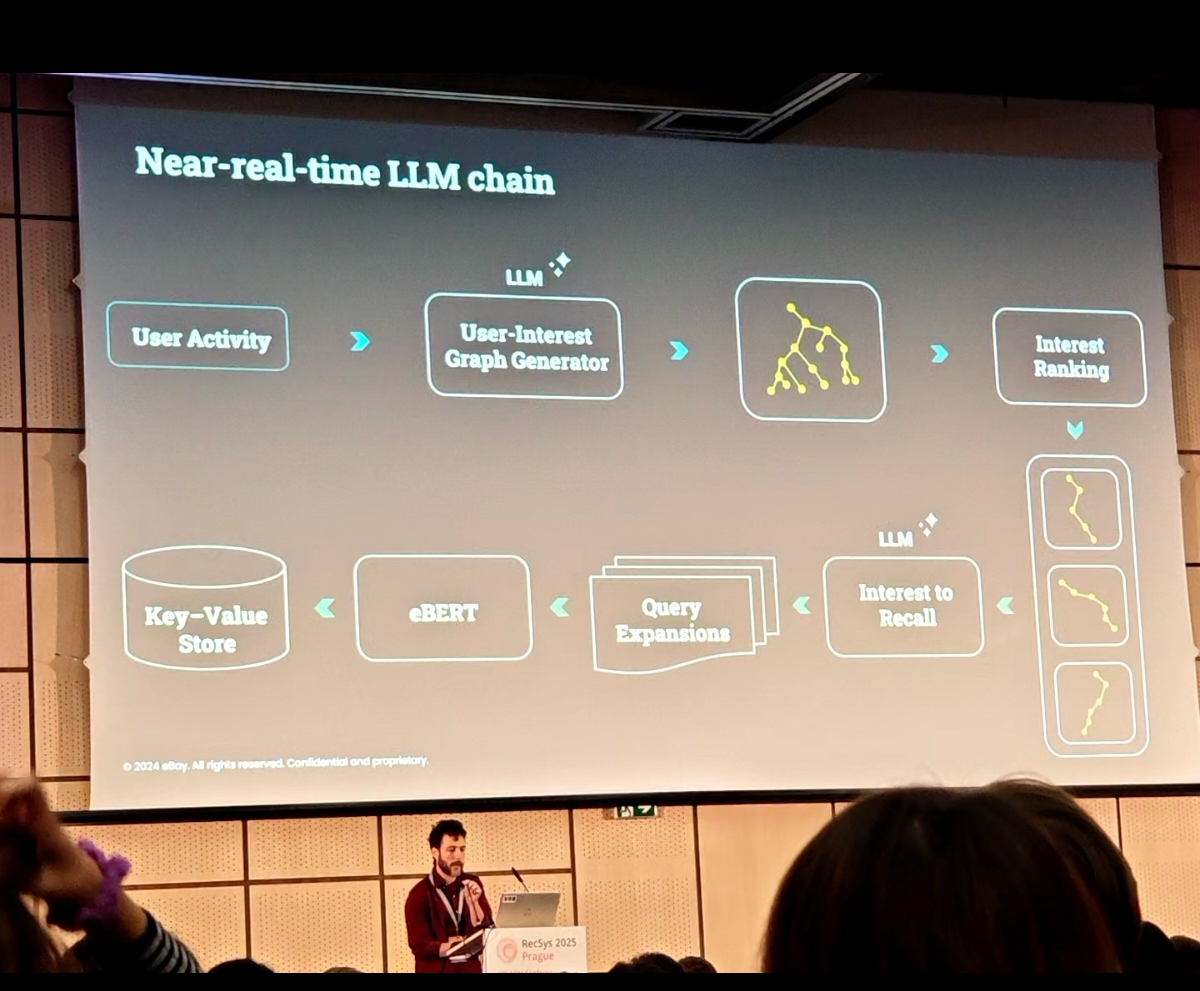 Near-real-time LLM chain
LLM
User Activity
User-Interest
Graph Generator
Interest
Ranking
LLM
Interest to
Recall
Query
Expansions
eBERT
Key-Value
Store
© 2024 eBay. All rights reserved. Confidential and proprietary.
RecSys 2025
Prague